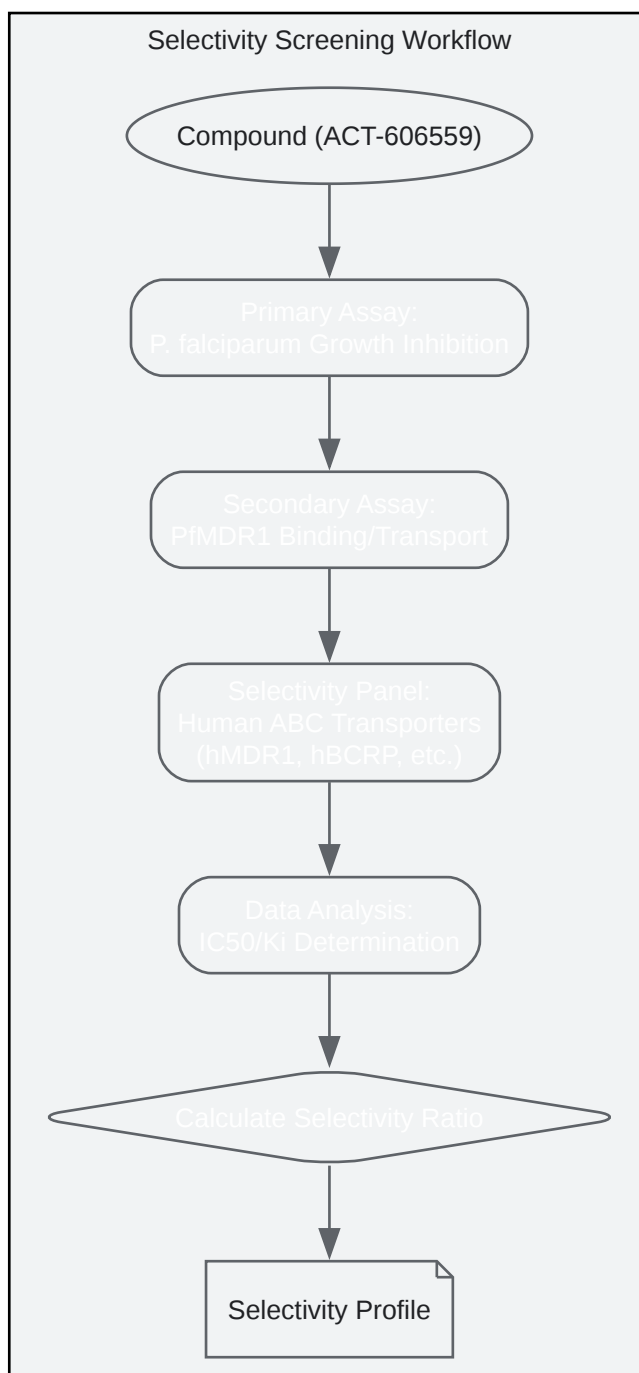 Selectivity Screening Workflow
Compound (ACT-606559)
Primary Assay:
P. falciparum Growth Inhibition
Secondary Assay:
PfMDR1 Binding/Transport
Selectivity Panel:
Human ABC Transporters
(hMDR1, hBCRP, etc.)
Data Analysis:
IC50/Ki Determination
Calculate Selectivity Ratio
Selectivity Profile